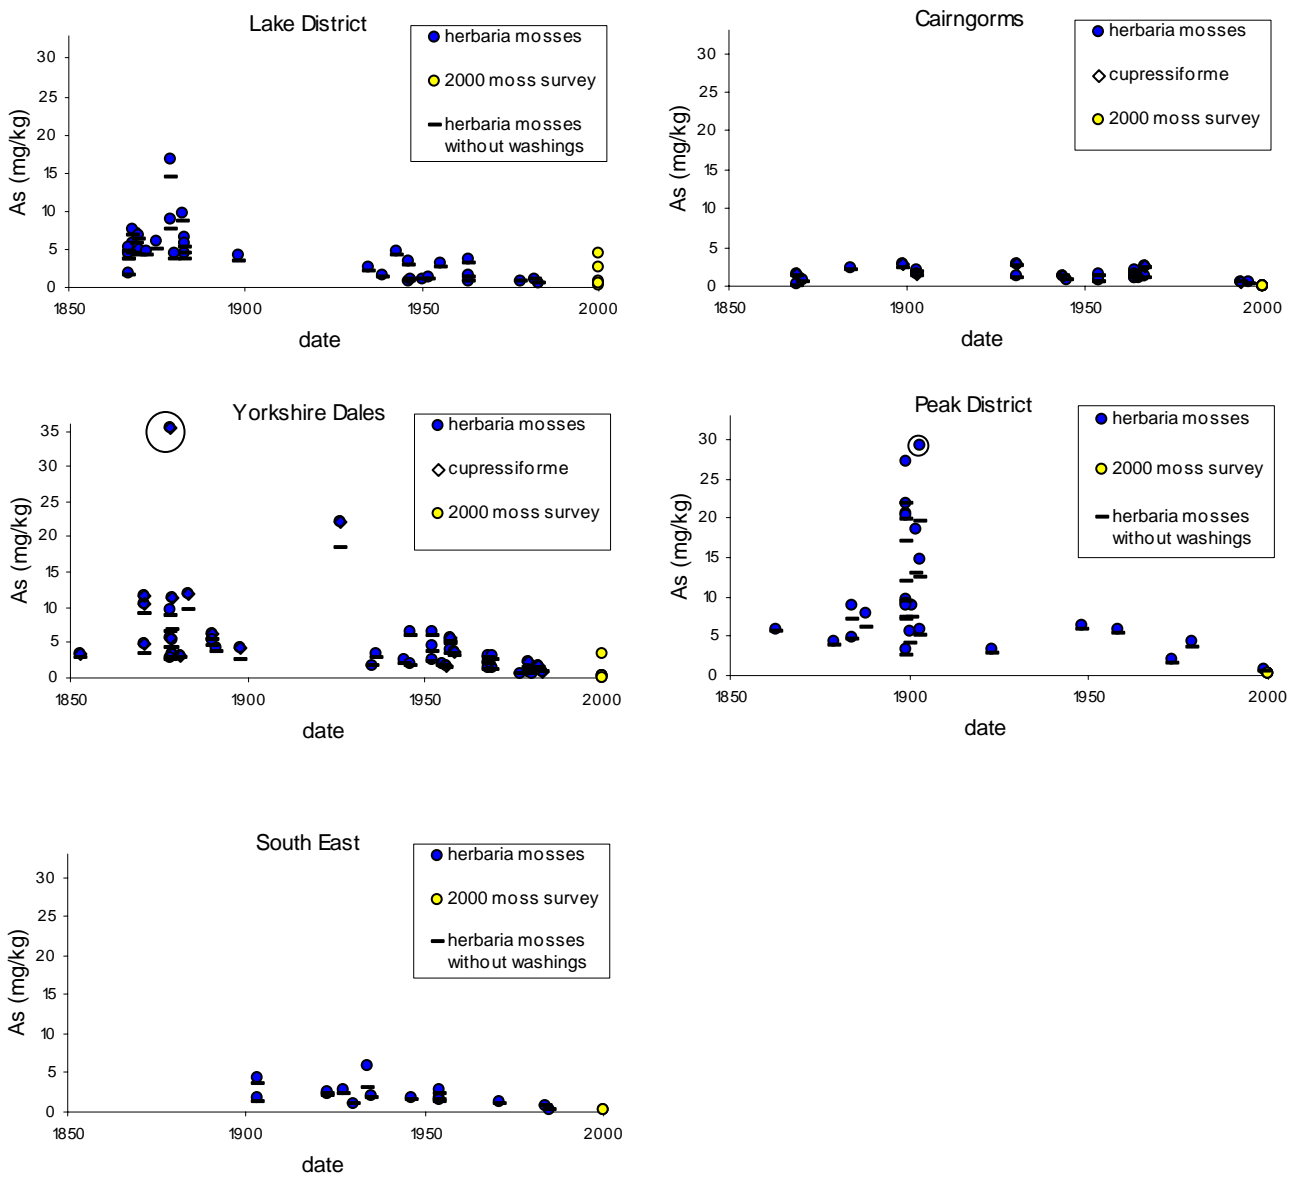 Lake District
herbaria mosses
2000 moss survey
herbaria mosses
without washings
As (mg/kg)
30
25
20
15
10
5
0
1850
1900
1950
2000
date
Cairngorms
herbaria mosses
cupressiforme
2000 moss survey
As (mg/kg)
30
25
20
15
10
5
0
1850
1900
1950
2000
date
Yorkshire Dales
herbaria mosses
cupressiforme
2000 moss survey
As (mg/kg)
35
30
25
20
15
10
5
0
1850
1900
1950
2000
date
Peak District
herbaria mosses
2000 moss survey
herbaria mosses
without washings
As (mg/kg)
30
25
20
15
10
5
0
1850
1900
1950
2000
date
South East
herbaria mosses
2000 moss survey
herbaria mosses
without washings
As (mg/kg)
30
25
20
15
10
5
0
1850
1900
1950
2000
date